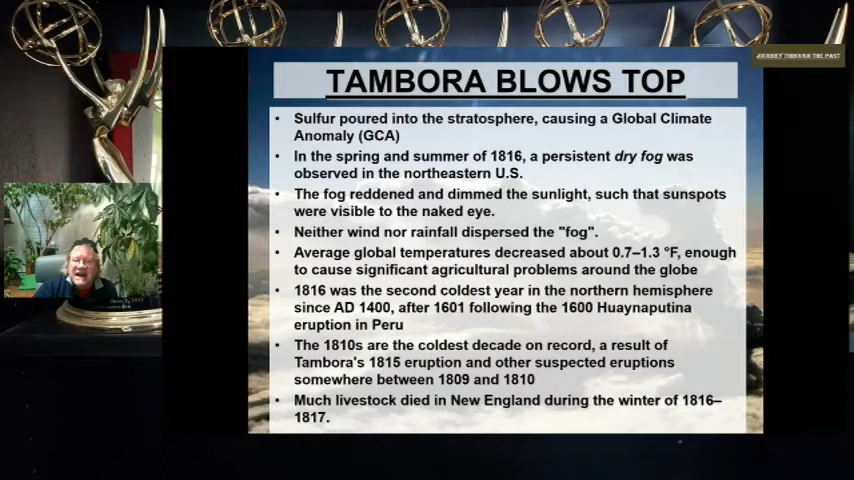 JOURNEY THROUGH THE PAST
TAMBORA BLOWS TOP
• Sulfur poured into the stratosphere, causing a Global Climate
Anomaly (GCA)
• In the spring and summer of 1816, a persistent dry fog was
observed in the northeastern U.S.
• The fog reddened and dimmed the sunlight, such that sunspots
were visible to the naked eye.
• Neither wind nor rainfall dispersed the "fog".
• Average global temperatures decreased about 0.7–1.3 °F, enough
to cause significant agricultural problems around the globe
• 1816 was the second coldest year in the northern hemisphere
since AD 1400, after 1601 following the 1600 Huaynaputina
eruption in Peru
• The 1810s are the coldest decade on record, a result of
Tambora's 1815 eruption and other suspected eruptions
somewhere between 1809 and 1810
• Much livestock died in New England during the winter of 1816–
1817.